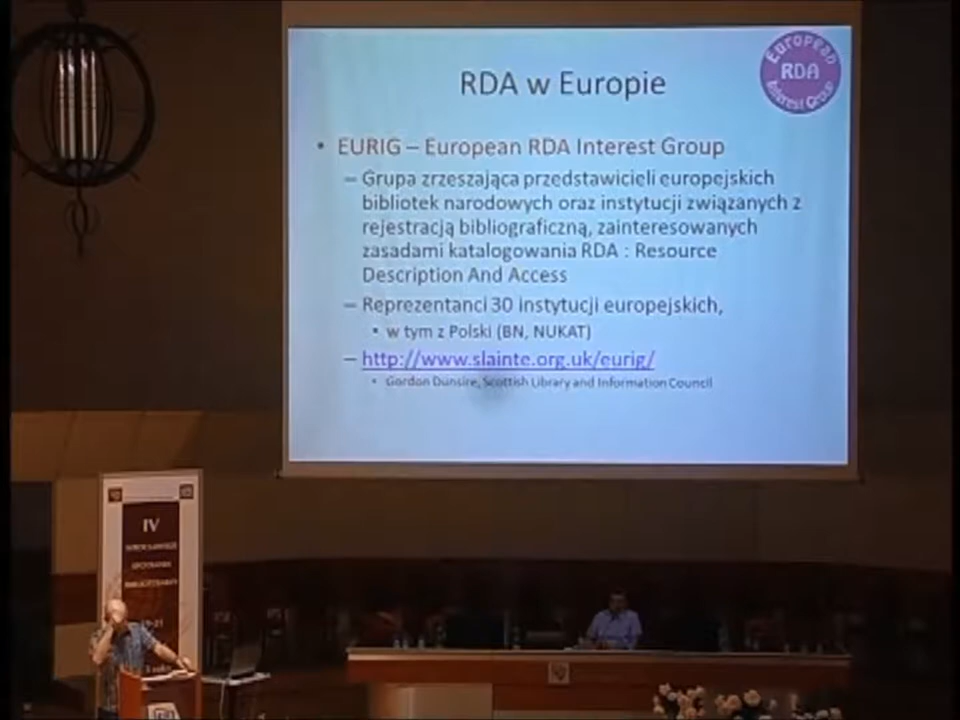 RDA w Europie
European
RDA
Interest Group
• EURIG – European RDA Interest Group
– Grupa zrzeszająca przedstawicieli europejskich
bibliotek narodowych oraz instytucji związanych z
rejestracją bibliograficzną, zainteresowanych
zasadami katalogowania RDA : Resource
Description And Access
– Reprezentanci 30 instytucji europejskich,
• w tym z Polski (BN, NUKAT)
– http://www.slainte.org.uk/eurig/
• Gordon Dunsire, Scottish Library and Information Council
IV